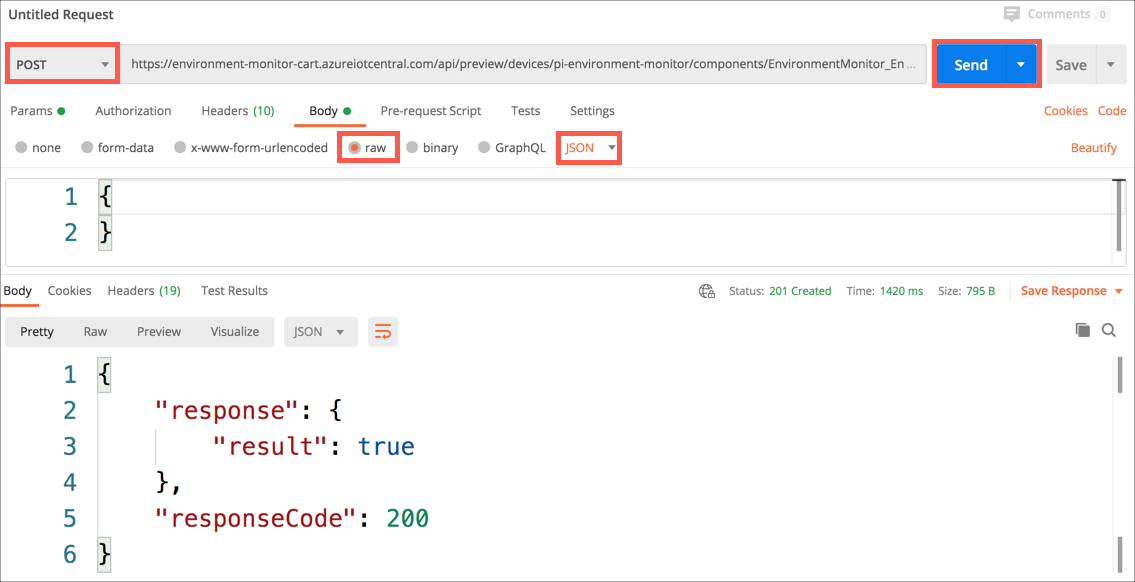 Untitled Request Comments 0
POST https://environment-monitor-cart.azureiotcentral.com/api/preview/devices/pi-environment-monitor/components/EnvironmentMonitor_En ... Send Save
Params Authorization Headers (10) Body Pre-request Script Tests Settings Cookies Code
none form-data x-www-form-urlencoded raw binary GraphQL JSON Beautify
1 {
2 }
Body Cookies Headers (19) Test Results Status: 201 Created Time: 1420 ms Size: 795 B Save Response
Pretty Raw Preview Visualize JSON
1 {
2 "response": {
3 "result": true
4 },
5 "responseCode": 200
6 }